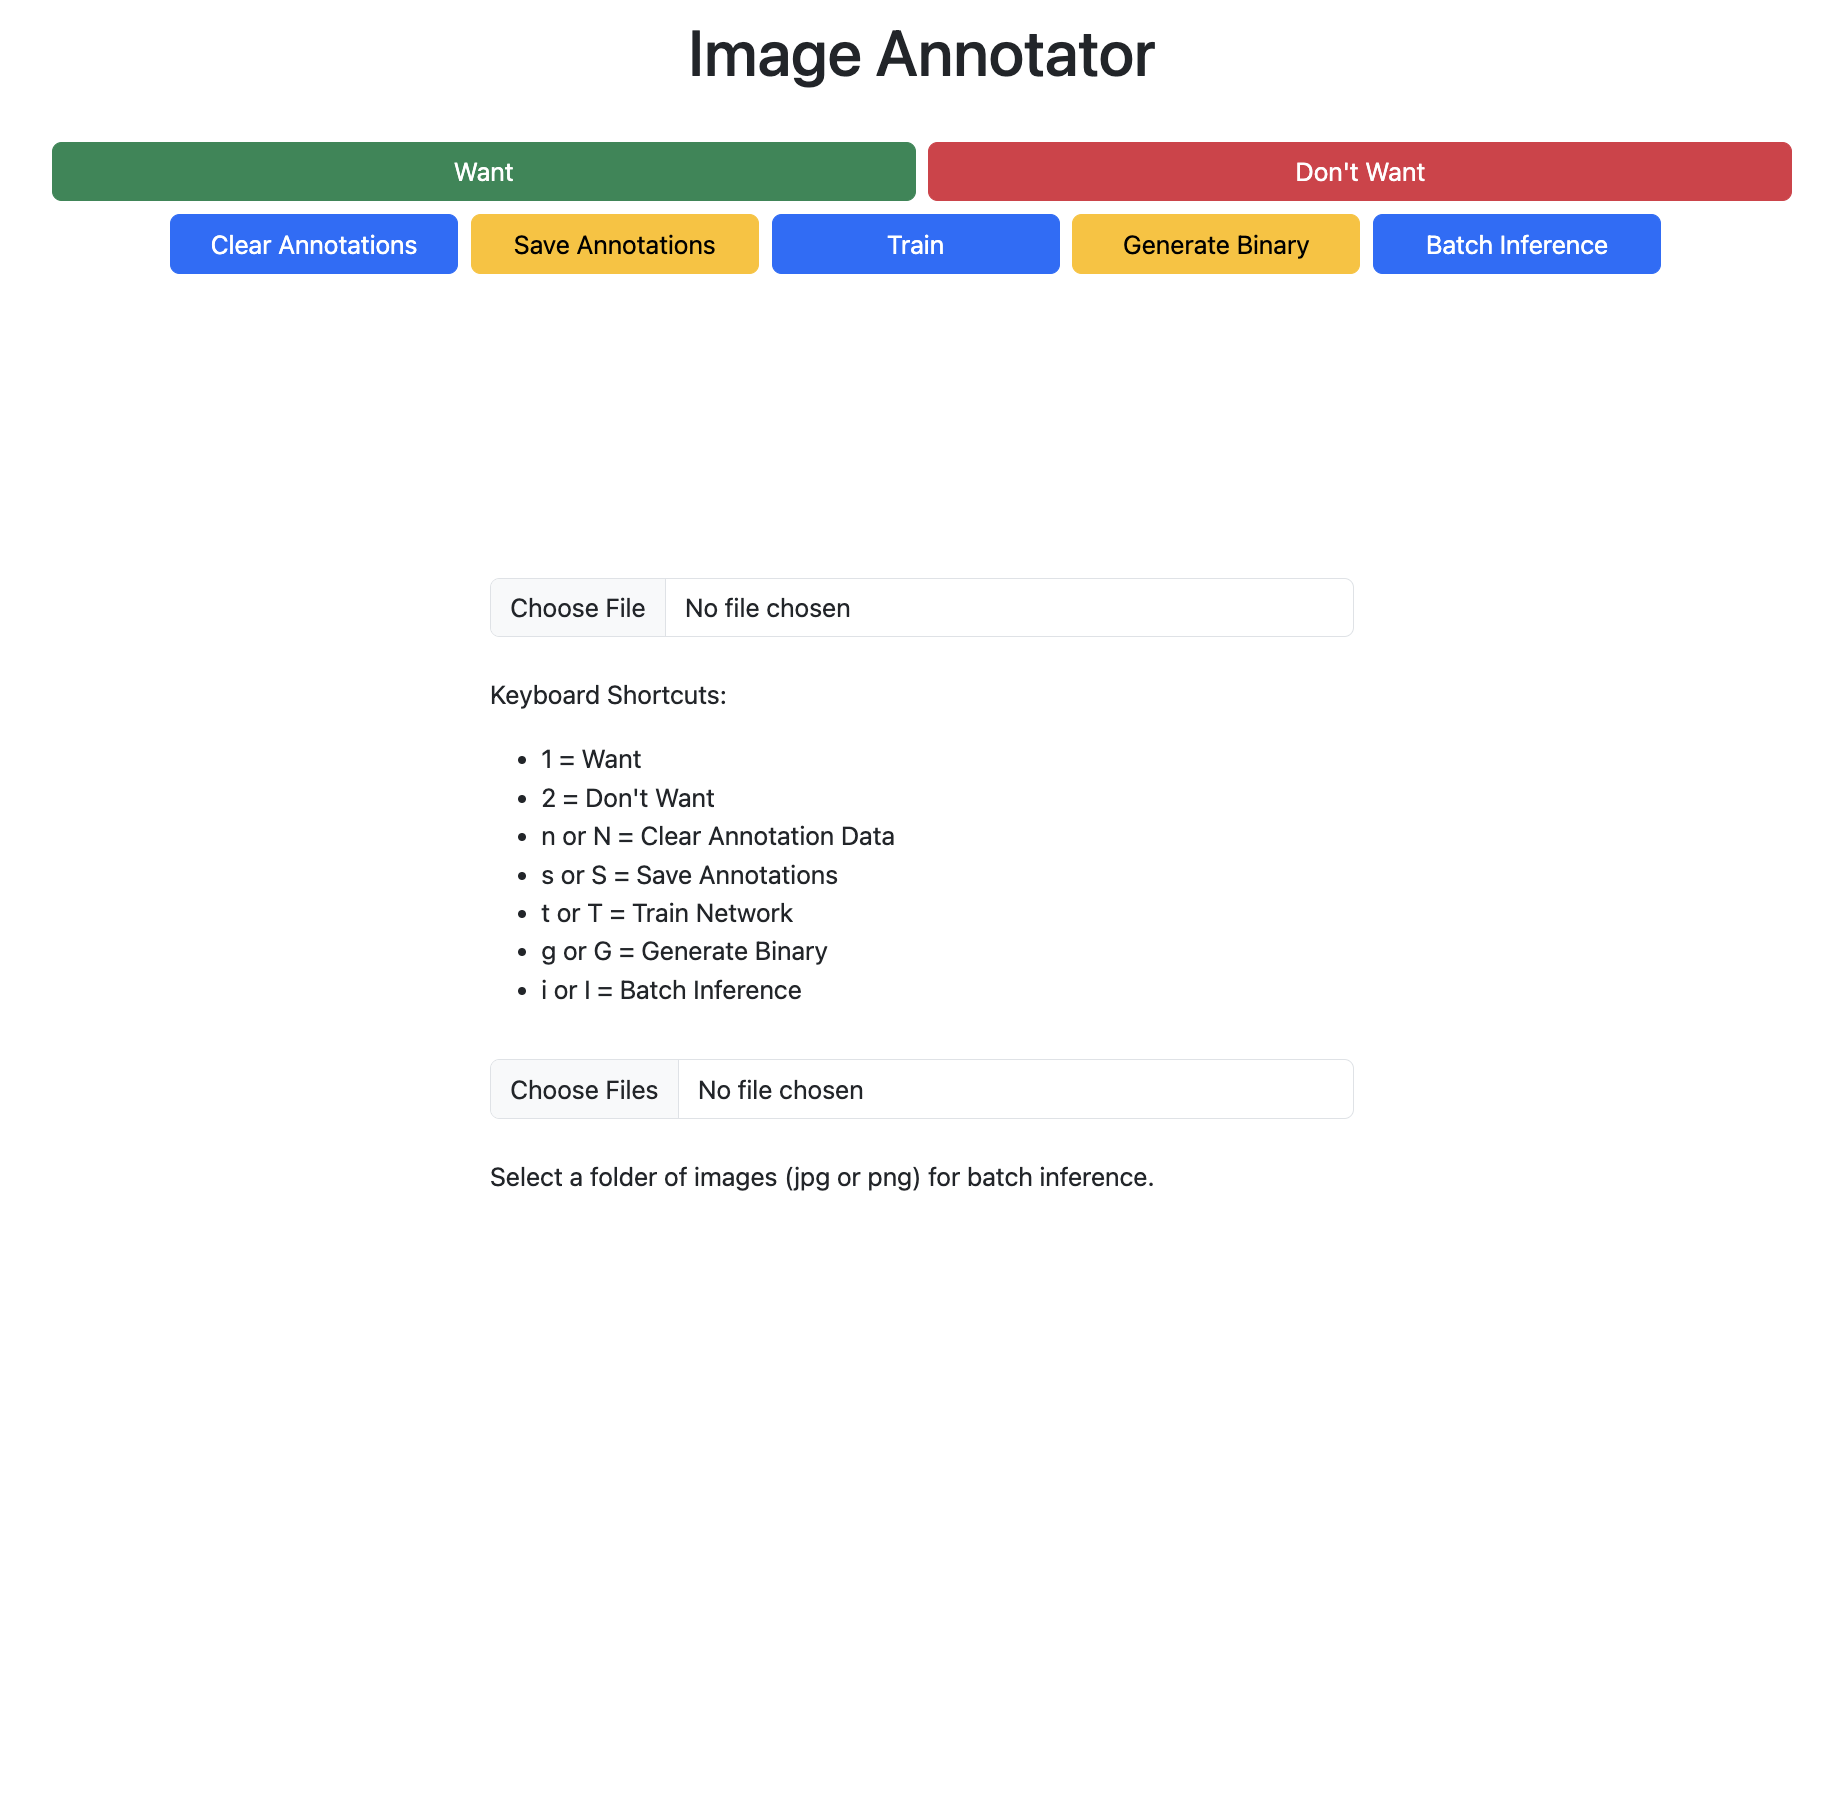 Image Annotator
Want
Don't Want
Clear Annotations
Save Annotations
Train
Generate Binary
Batch Inference
Choose File
No file chosen
Keyboard Shortcuts:
• 1 = Want
• 2 = Don't Want
• n or N = Clear Annotation Data
• s or S = Save Annotations
• t or T = Train Network
• g or G = Generate Binary
• i or I = Batch Inference
Choose Files
No file chosen
Select a folder of images (jpg or png) for batch inference.